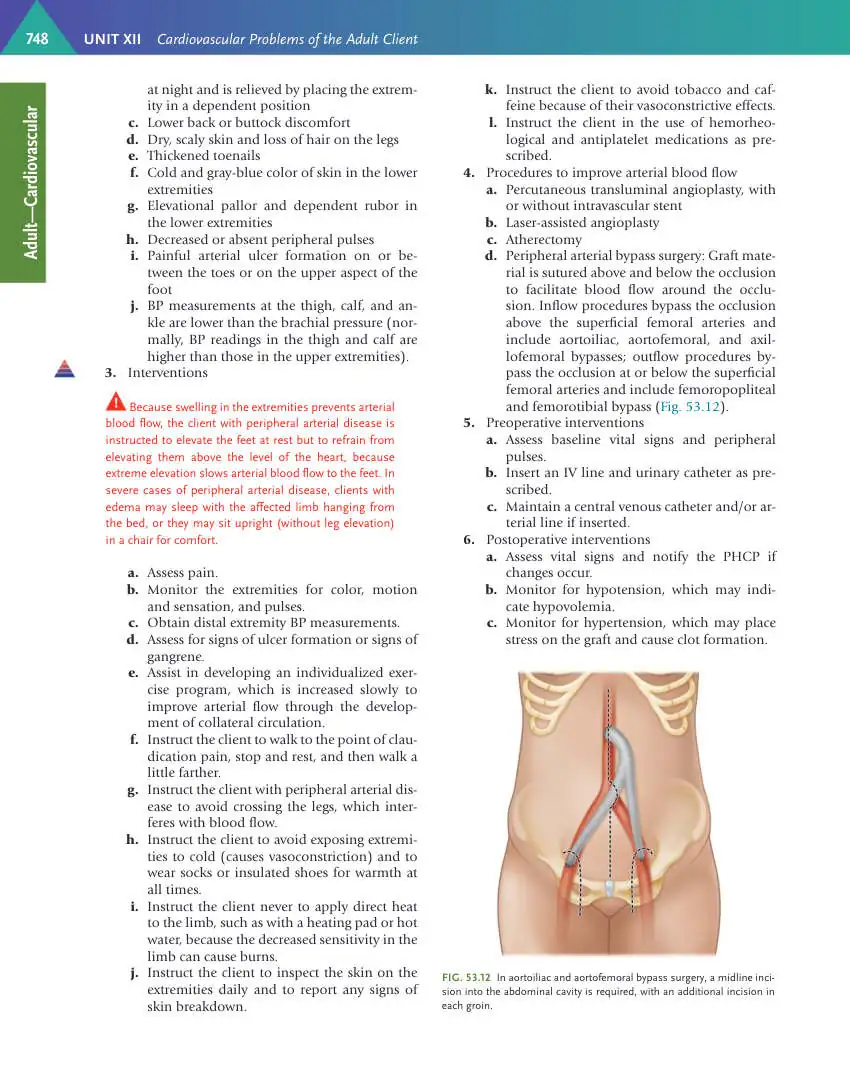 748
UNIT XII Cardiovascular Problems of the Adult Client
Adult—Cardiovascular
at night and is relieved by placing the extrem-
ity in a dependent position
c. Lower back or buttock discomfort
d. Dry, scaly skin and loss of hair on the legs
e. Thickened toenails
f. Cold and gray-blue color of skin in the lower
extremities
g. Elevational pallor and dependent rubor in
the lower extremities
h. Decreased or absent peripheral pulses
i. Painful arterial ulcer formation on or be-
tween the toes or on the upper aspect of the
foot
j. BP measurements at the thigh, calf, and an-
kle are lower than the brachial pressure (nor-
mally, BP readings in the thigh and calf are
higher than those in the upper extremities).
3. Interventions
Because swelling in the extremities prevents arterial
blood flow, the client with peripheral arterial disease is
instructed to elevate the feet at rest but to refrain from
elevating them above the level of the heart, because
extreme elevation slows arterial blood flow to the feet. In
severe cases of peripheral arterial disease, clients with
edema may sleep with the affected limb hanging from
the bed, or they may sit upright (without leg elevation)
in a chair for comfort.
a. Assess pain.
b. Monitor the extremities for color, motion
and sensation, and pulses.
c. Obtain distal extremity BP measurements.
d. Assess for signs of ulcer formation or signs of
gangrene.
e. Assist in developing an individualized exer-
cise program, which is increased slowly to
improve arterial flow through the develop-
ment of collateral circulation.
f. Instruct the client to walk to the point of clau-
dication pain, stop and rest, and then walk a
little farther.
g. Instruct the client with peripheral arterial dis-
ease to avoid crossing the legs, which inter-
feres with blood flow.
h. Instruct the client to avoid exposing extremi-
ties to cold (causes vasoconstriction) and to
wear socks or insulated shoes for warmth at
all times.
i. Instruct the client never to apply direct heat
to the limb, such as with a heating pad or hot
water, because the decreased sensitivity in the
limb can cause burns.
j. Instruct the client to inspect the skin on the
extremities daily and to report any signs of
skin breakdown.
k. Instruct the client to avoid tobacco and caf-
feine because of their vasoconstrictive effects.
l. Instruct the client in the use of hemorheo-
logical and antiplatelet medications as pre-
scribed.
4. Procedures to improve arterial blood flow
a. Percutaneous transluminal angioplasty, with
or without intravascular stent
b. Laser-assisted angioplasty
c. Atherectomy
d. Peripheral arterial bypass surgery: Graft mate-
rial is sutured above and below the occlusion
to facilitate blood flow around the occlu-
sion. Inflow procedures bypass the occlusion
above the superficial femoral arteries and
include aortoiliac, aortofemoral, and axil-
lofemoral bypasses; outflow procedures by-
pass the occlusion at or below the superficial
femoral arteries and include femoropopliteal
and femorotibial bypass (Fig. 53.12).
5. Preoperative interventions
a. Assess baseline vital signs and peripheral
pulses.
b. Insert an IV line and urinary catheter as pre-
scribed.
c. Maintain a central venous catheter and/or ar-
terial line if inserted.
6. Postoperative interventions
a. Assess vital signs and notify the PHCP if
changes occur.
b. Monitor for hypotension, which may indi-
cate hypovolemia.
c. Monitor for hypertension, which may place
stress on the graft and cause clot formation.
FIG. 53.12 In aortoiliac and aortofemoral bypass surgery, a midline inci-
sion into the abdominal cavity is required, with an additional incision in
each groin.